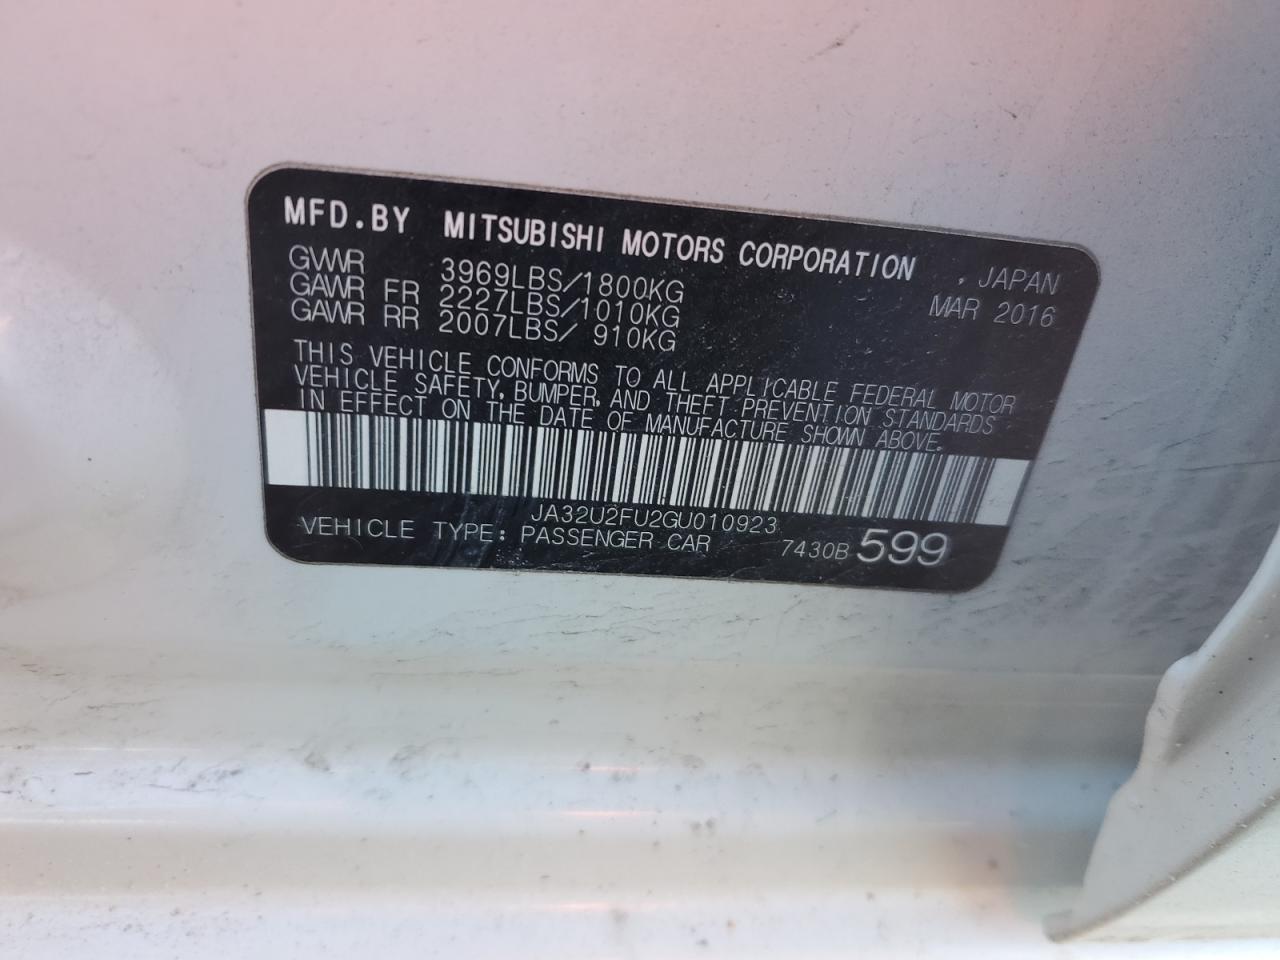 MFD.BY MITSUBISHI MOTORS CORPORATION , JAPAN
GVWR 3969LBS/1800KG MAR 2016
GAWR FR 2227LBS/1010KG
GAWR RR 2007LBS/ 910KG
THIS VEHICLE CONFORMS TO ALL APPLICABLE FEDERAL MOTOR
VEHICLE SAFETY, BUMPER, AND THEFT PREVENTION STANDARDS
IN EFFECT ON THE DATE OF MANUFACTURE SHOWN ABOVE.
JA32U2FU2GU010923
VEHICLE TYPE: PASSENGER CAR 7430B 599